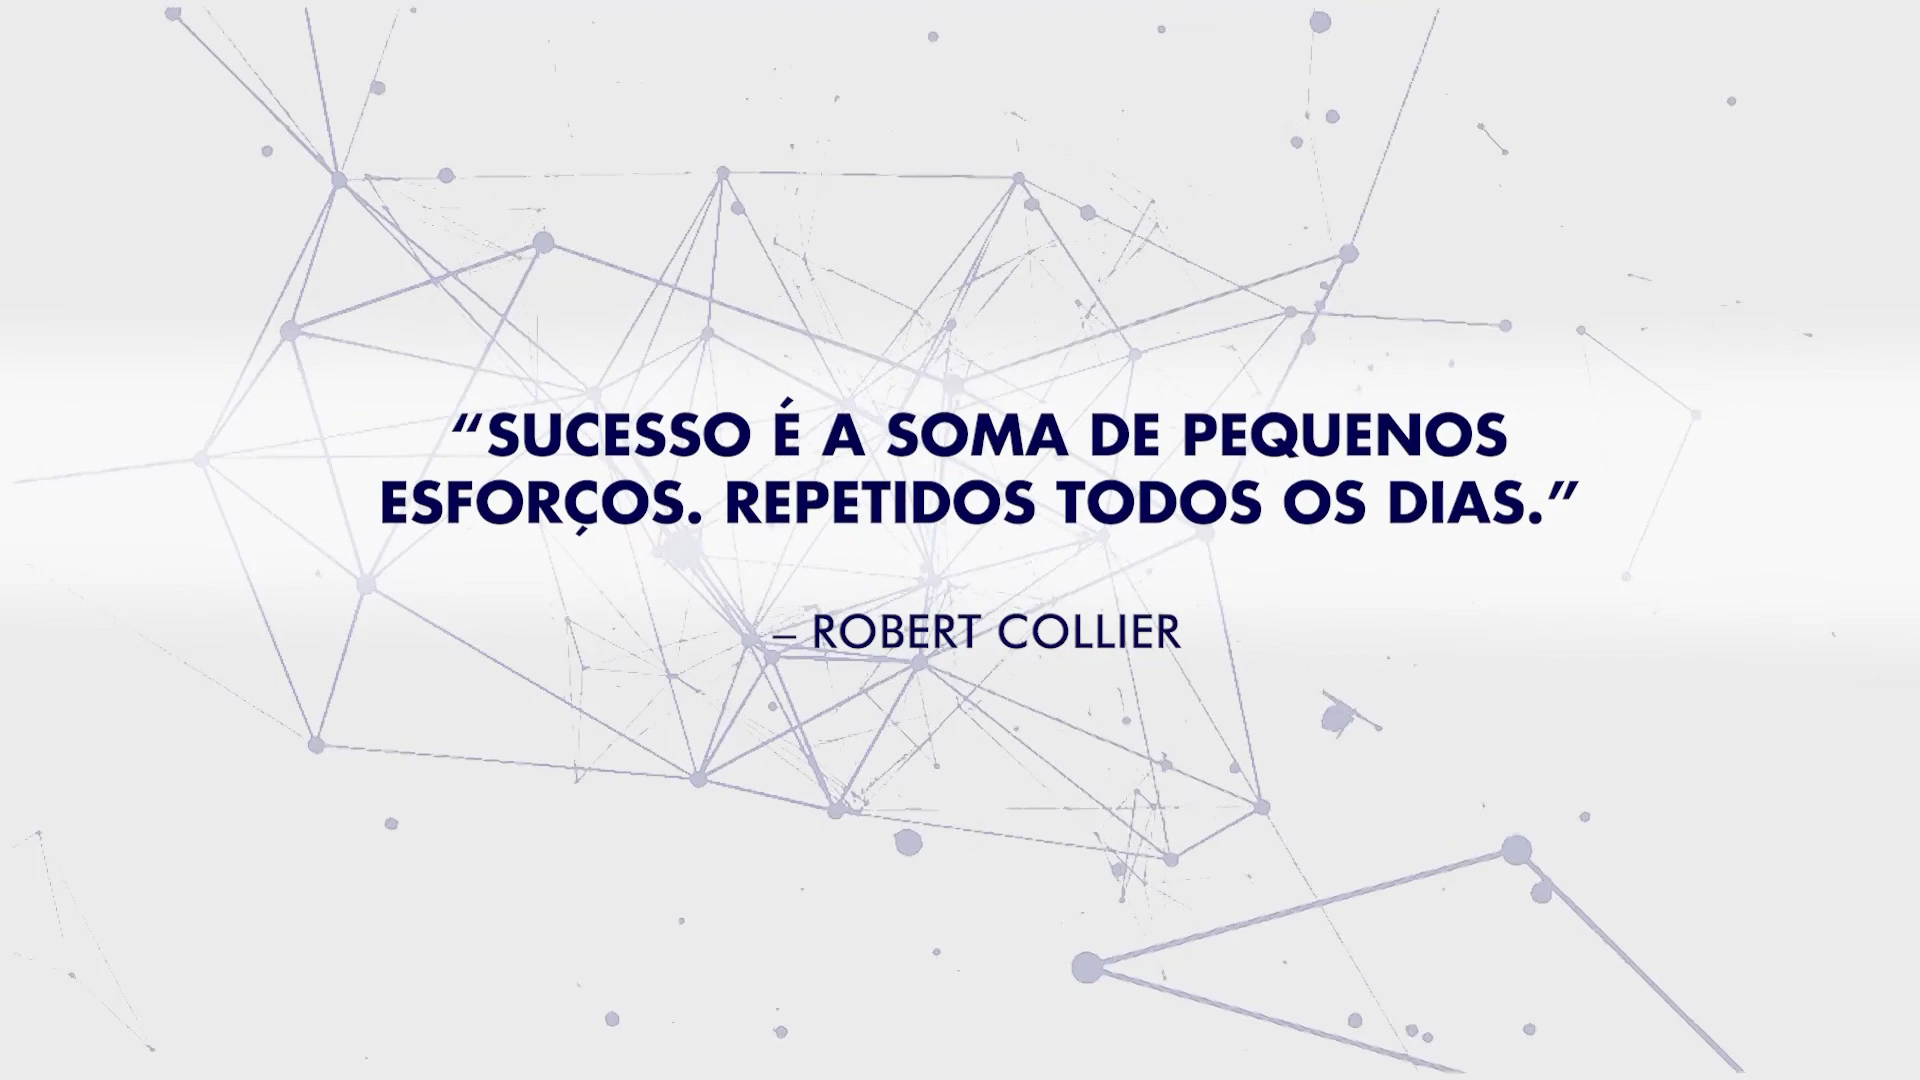 “SUCESSO É A SOMA DE PEQUENOS
ESFORÇOS. REPETIDOS TODOS OS DIAS.”
– ROBERT COLLIER